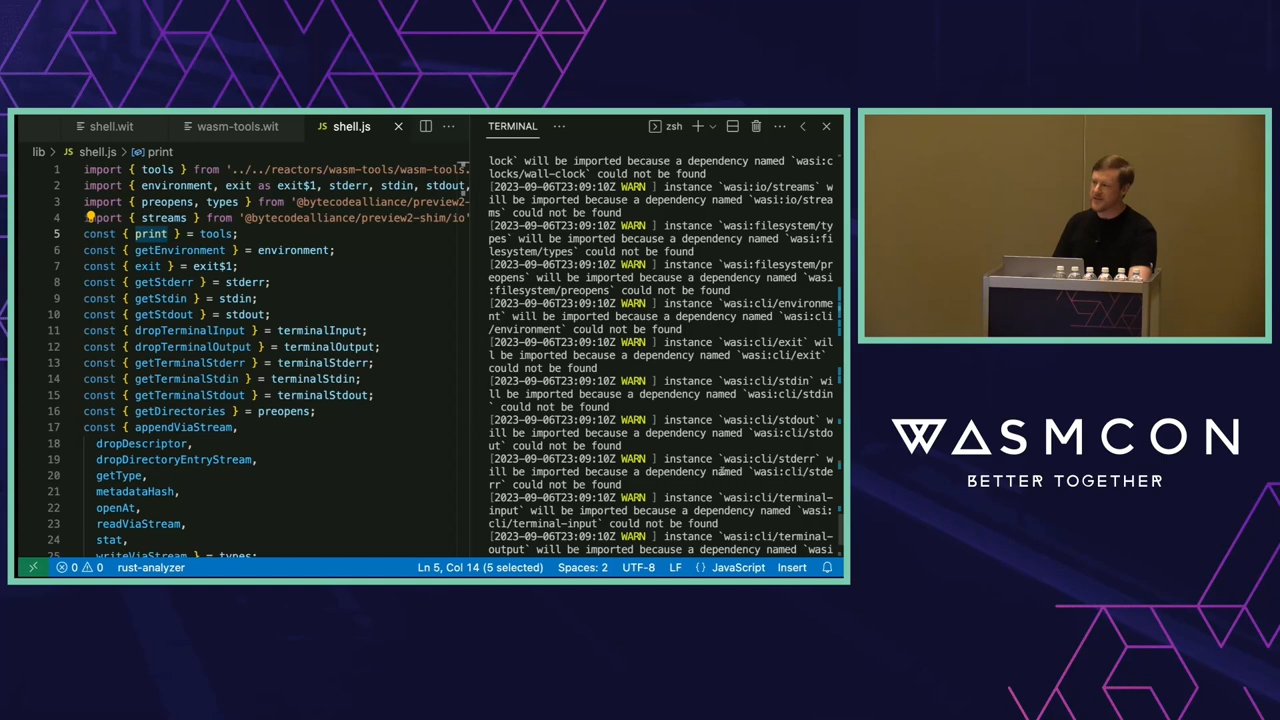 shell.wit
wasm-tools.wit
JS shell.js
lib > JS shell.js > print
1 import { tools } from '../../reactors/wasm-tools/wasm-tools.
2 import { environment, exit as exit$1, stderr, stdin, stdout,
3 import { preopens, types } from '@bytecodealliance/preview2-
4 import { streams } from '@bytecodealliance/preview2-shim/io'
5 const { print } = tools;
6 const { getEnvironment } = environment;
7 const { exit } = exit$1;
8 const { getStderr } = stderr;
9 const { getStdin } = stdin;
10 const { getStdout } = stdout;
11 const { dropTerminalInput } = terminalInput;
12 const { dropTerminalOutput } = terminalOutput;
13 const { getTerminalStderr } = terminalStderr;
14 const { getTerminalStdin } = terminalStdin;
15 const { getTerminalStdout } = terminalStdout;
16 const { getDirectories } = preopens;
17 const { appendViaStream,
18 dropDescriptor,
19 dropDirectoryEntryStream,
20 getType,
21 metadataHash,
22 openAt,
23 readViaStream,
24 stat,
25 writeViaStream } = types;
TERMINAL
zsh
lock` will be imported because a dependency named `wasi:c
locks/wall-clock` could not be found
[2023-09-06T23:09:10Z WARN ] instance `wasi:io/streams` w
ill be imported because a dependency named `wasi:io/strea
ms` could not be found
[2023-09-06T23:09:10Z WARN ] instance `wasi:filesystem/ty
pes` will be imported because a dependency named `wasi:fi
lesystem/types` could not be found
[2023-09-06T23:09:10Z WARN ] instance `wasi:filesystem/pr
eopens` will be imported because a dependency named `wasi
:filesystem/preopens` could not be found
[2023-09-06T23:09:10Z WARN ] instance `wasi:cli/environme
nt` will be imported because a dependency named `wasi:cli
/environment` could not be found
[2023-09-06T23:09:10Z WARN ] instance `wasi:cli/exit` wil
l be imported because a dependency named `wasi:cli/exit`
could not be found
[2023-09-06T23:09:10Z WARN ] instance `wasi:cli/stdin` wi
ll be imported because a dependency named `wasi:cli/stdin
` could not be found
[2023-09-06T23:09:10Z WARN ] instance `wasi:cli/stdout` w
ill be imported because a dependency named `wasi:cli/stdo
ut` could not be found
[2023-09-06T23:09:10Z WARN ] instance `wasi:cli/stderr` w
ill be imported because a dependency named `wasi:cli/stde
rr` could not be found
[2023-09-06T23:09:10Z WARN ] instance `wasi:cli/terminal-
input` will be imported because a dependency named `wasi:
cli/terminal-input` could not be found
[2023-09-06T23:09:10Z WARN ] instance `wasi:cli/terminal-
output` will be imported because a dependency named `wasi
0 0 rust-analyzer
Ln 5, Col 14 (5 selected) Spaces: 2 UTF-8 LF {} JavaScript Insert
WASMCON
BETTER TOGETHER